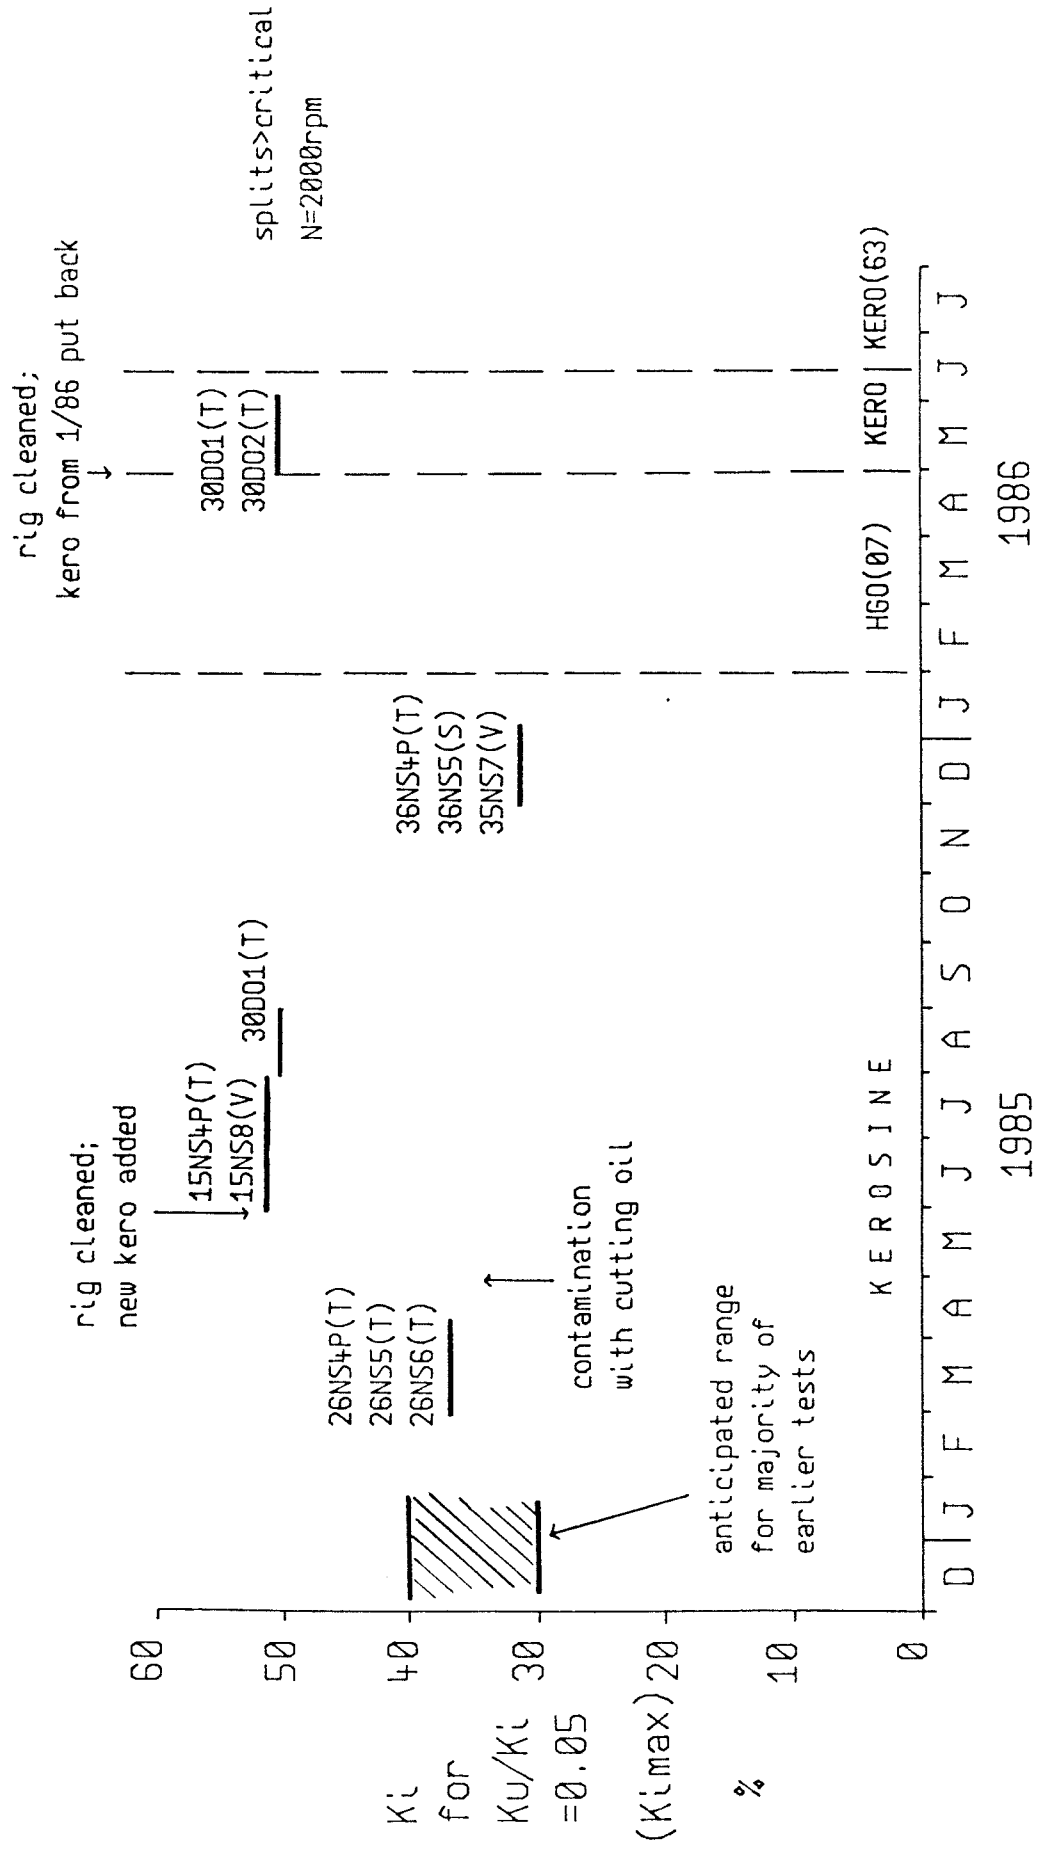 rig cleaned;
kero from 1/86 put back
rig cleaned;
new kero added
splits>critical
N=2000rpm
60
50
40
30
20
10
0
Ki
for
Ku/Ki
=0.05
(Kimax)
%
26NS4P(T)
26NS5(T)
26NS6(T)
15NS4P(T)
15NS8(V)
30DO1(T)
36NS4P(T)
36NS5(S)
35NS7(V)
30DO1(T)
30DO2(T)
contamination
with cutting oil
anticipated range
for majority of
earlier tests
KEROSINE
HGO(07)
KERO
KERO(63)
D J F M A M J J A S O N D J F M A M J J
1985
1986